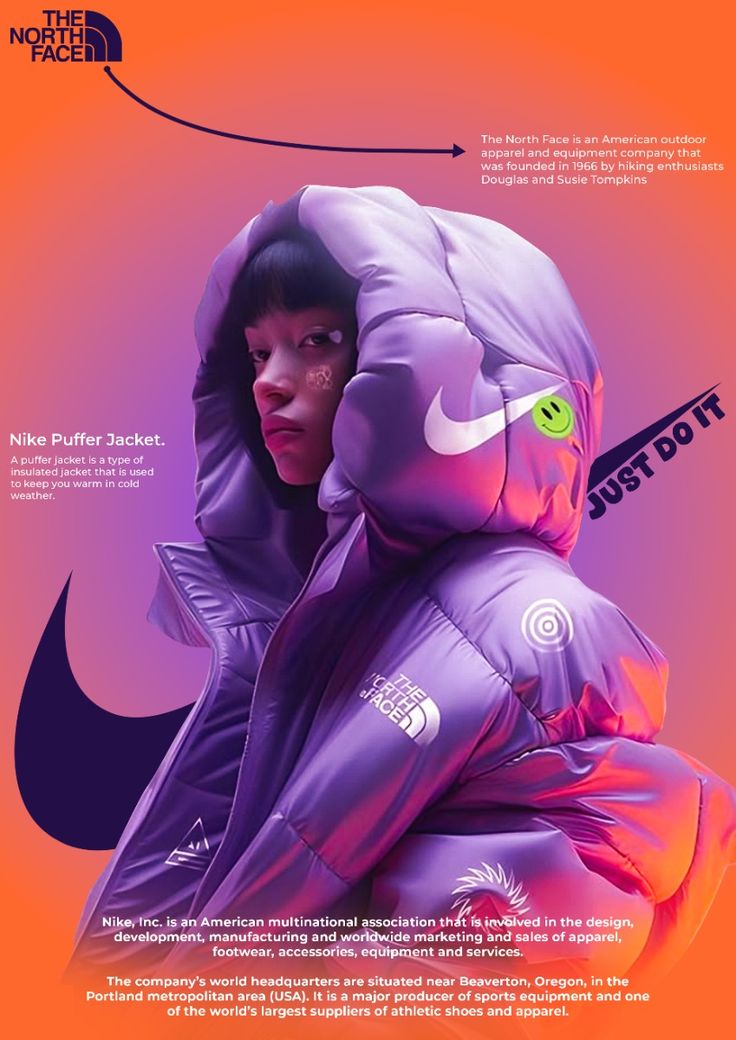 THE
NORTH
FACE
The North Face is an American outdoor
apparel and equipment company that
was founded in 1966 by hiking enthusiasts
Douglas and Susie Tompkins
Nike Puffer Jacket.
A puffer jacket is a type of
insulated jacket that is used
to keep you warm in cold
weather.
JUST DO IT
THE
NORTH
FACE
Nike, Inc. is an American multinational association that is involved in the design,
development, manufacturing and worldwide marketing and sales of apparel,
footwear, accessories, equipment and services.
The company's world headquarters are situated near Beaverton, Oregon, in the
Portland metropolitan area (USA). It is a major producer of sports equipment and one
of the world's largest suppliers of athletic shoes and apparel.